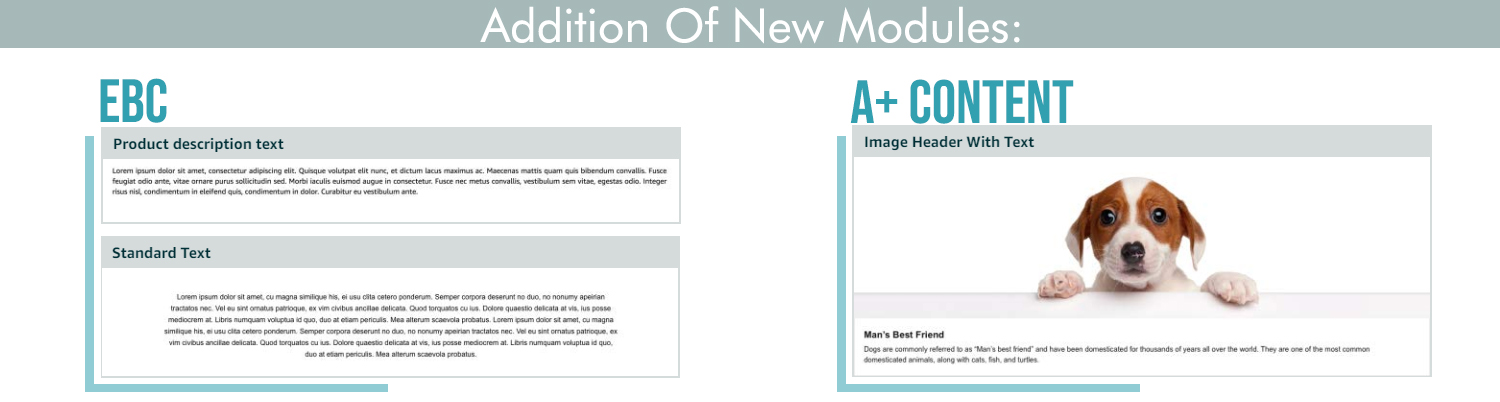 Addition Of New Modules:
EBC
Product description text
Lorem ipsum dolor sit amet, consectetur adipiscing elit. Quisque volutpat elit nunc, et dictum lacus maximus ac. Maecenas mattis quam quis bibendum convallis. Fusce
feugiat odio ante, vitae ornare purus sollicitudin sed. Morbi iaculis euismod augue in consectetur. Fusce nec metus convallis, vestibulum sem vitae, egestas odio. Integer
risus nisl, condimentum in eleifend quis, condimentum in dolor. Curabitur eu vestibulum ante.
Standard Text
Lorem ipsum dolor sit amet, cu magna similique his, ei usu clita cetero ponderum. Semper corpora deserunt no duo, no nonumy apeirian
tractatos nec. Vel eu sint ornatus patrioque, ex vim civibus ancillae delicata. Quod torquatos cu ius. Dolore quaestio delicata at vis, ius posse
mediocrem at. Libris numquam voluptua id quo, duo at etiam periculis. Mea alterum scaevola probatus. Lorem ipsum dolor sit amet, cu magna
similique his, ei usu clita cetero ponderum. Semper corpora deserunt no duo, no nonumy apeirian tractatos nec. Vel eu sint ornatus patrioque, ex
vim civibus ancillae delicata. Quod torquatos cu ius. Dolore quaestio delicata at vis, ius posse mediocrem at. Libris numquam voluptua id quo,
duo at etiam periculis. Mea alterum scaevola probatus.
A+ CONTENT
Image Header With Text
Man's Best Friend
Dogs are commonly referred to as “Man's best friend” and have been domesticated for thousands of years all over the world. They are one of the most common
domesticated animals, along with cats, fish, and turtles.